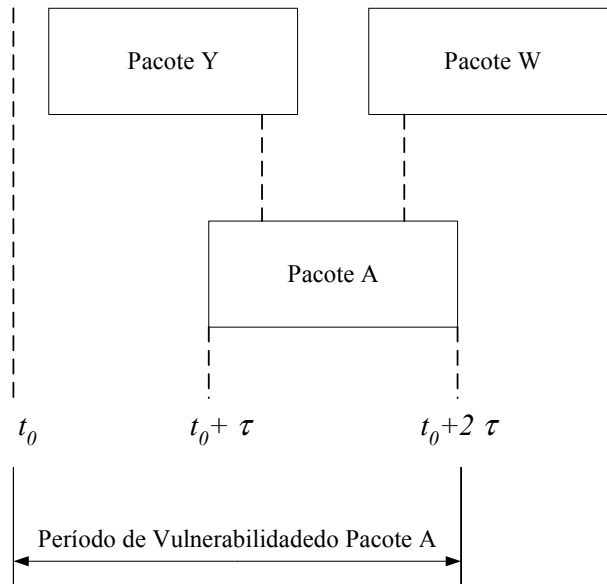 Pacote Y
Pacote W
Pacote A
t₀
t₀+ τ
t₀+2 τ
Período de Vulnerabilidadedo Pacote A